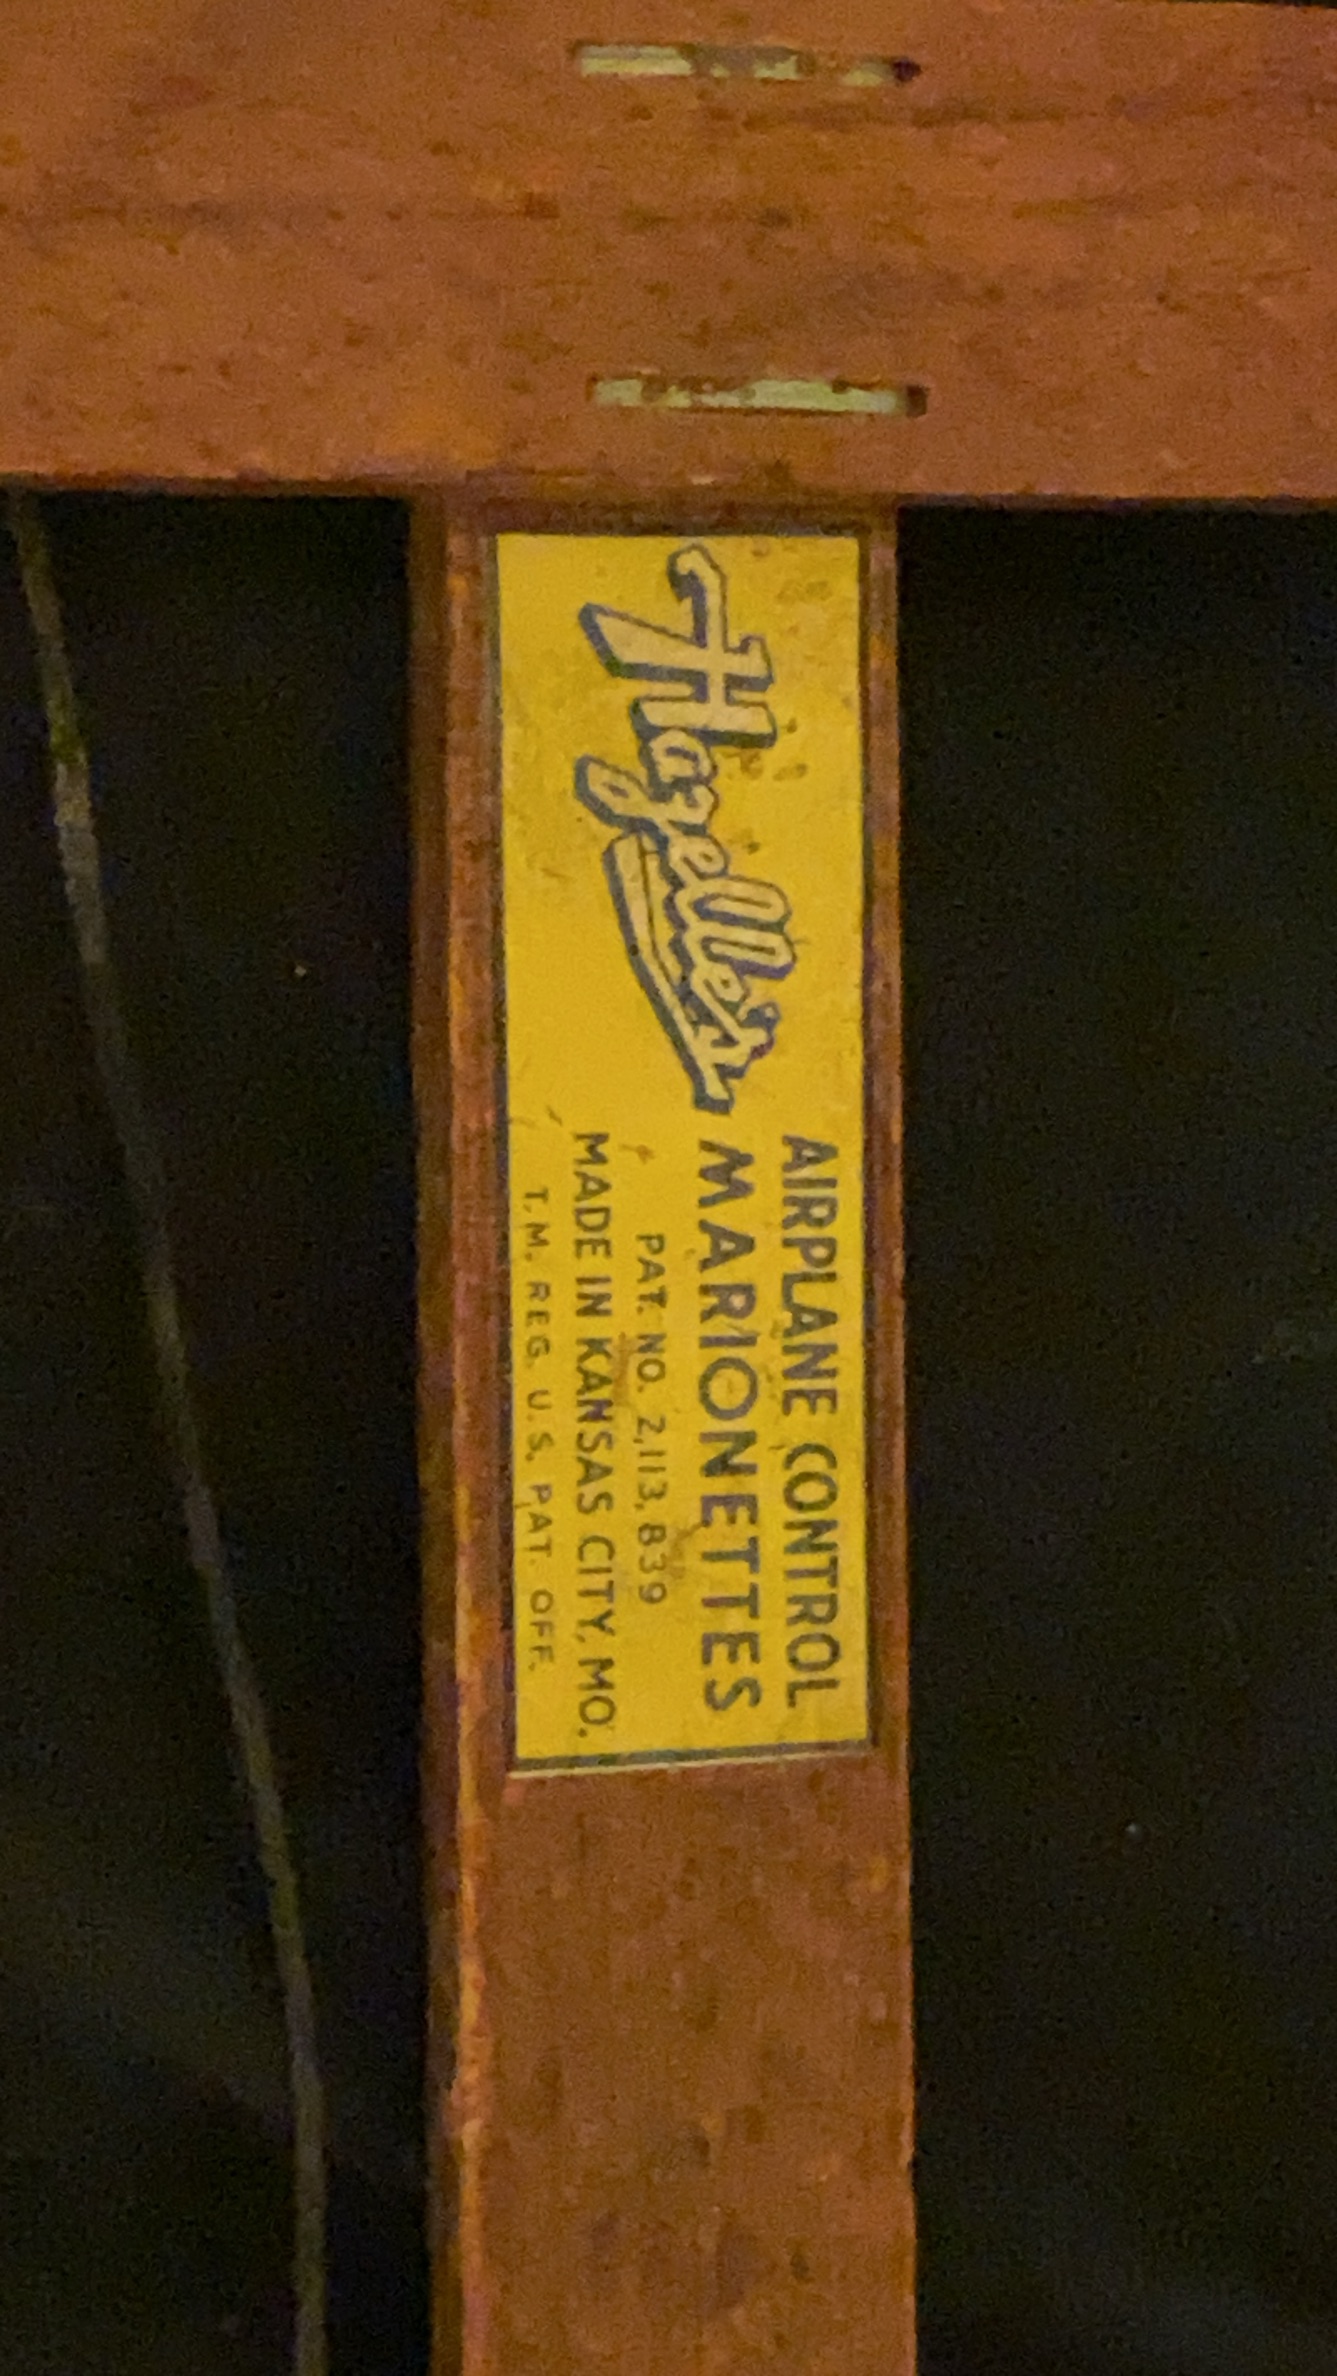 Hazelle's
AIRPLANE CONTROL
MARIONETTES
PAT. NO. 2,113,839
MADE IN KANSAS CITY, MO.
T.M. REG. U.S. PAT. OFF.